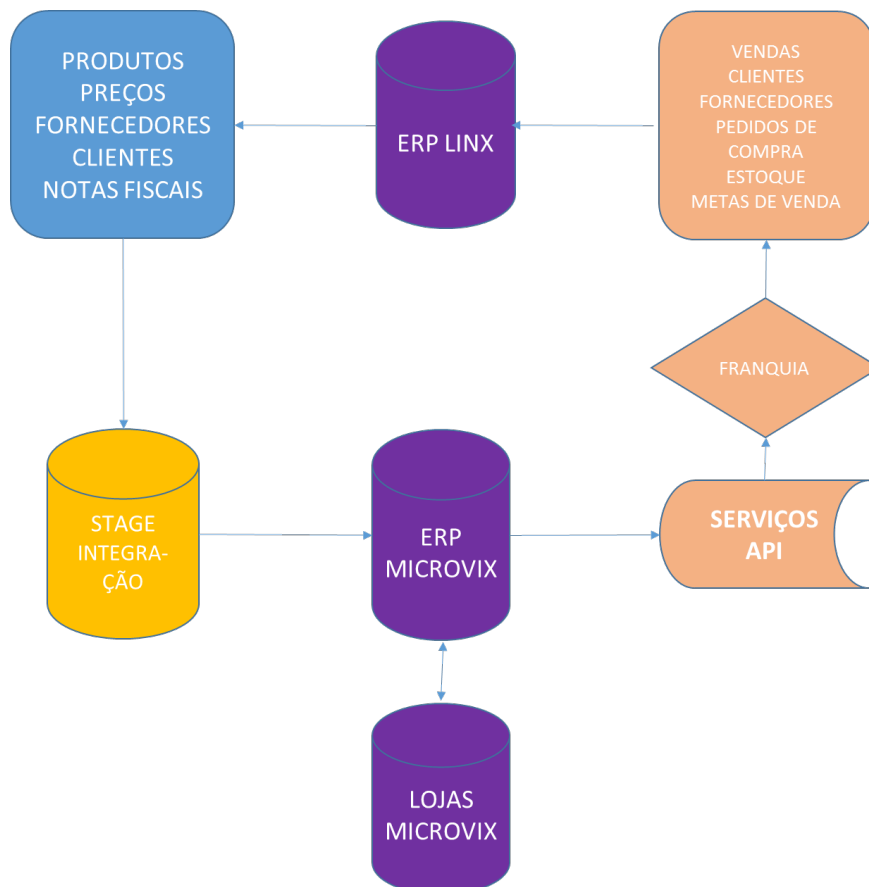 PRODUTOS
PREÇOS
FORNECEDORES
CLIENTES
NOTAS FISCAIS
ERP LINX
VENDAS
CLIENTES
FORNECEDORES
PEDIDOS DE
COMPRA
ESTOQUE
METAS DE VENDA
FRANQUIA
STAGE
INTEGRA-
ÇÃO
ERP
MICROVIX
SERVIÇOS
API
LOJAS
MICROVIX